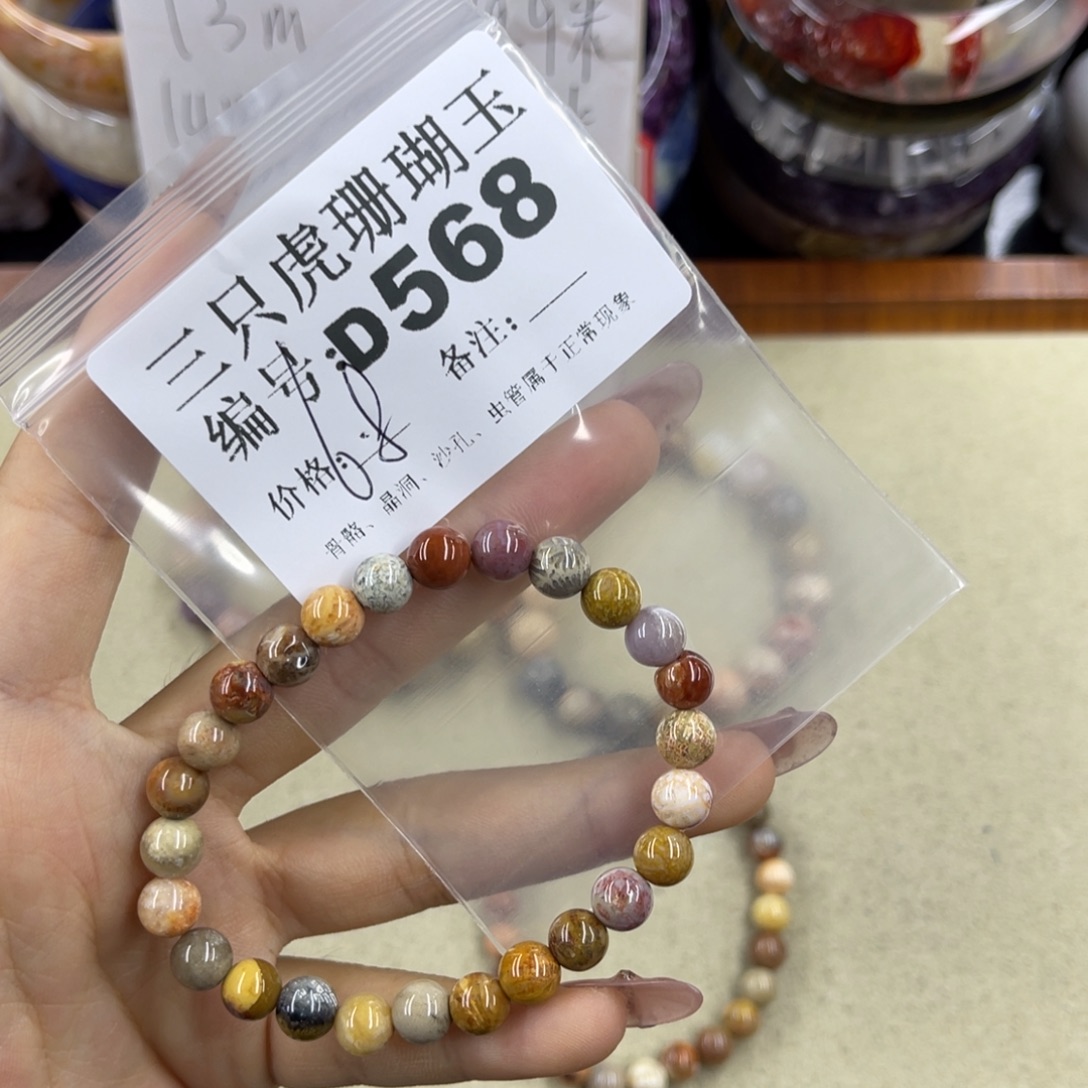 13m
三只虎珊瑚玉
编号:D568
价格: 备注:
骨骼、晶洞、沙孔、虫管属于正常现象